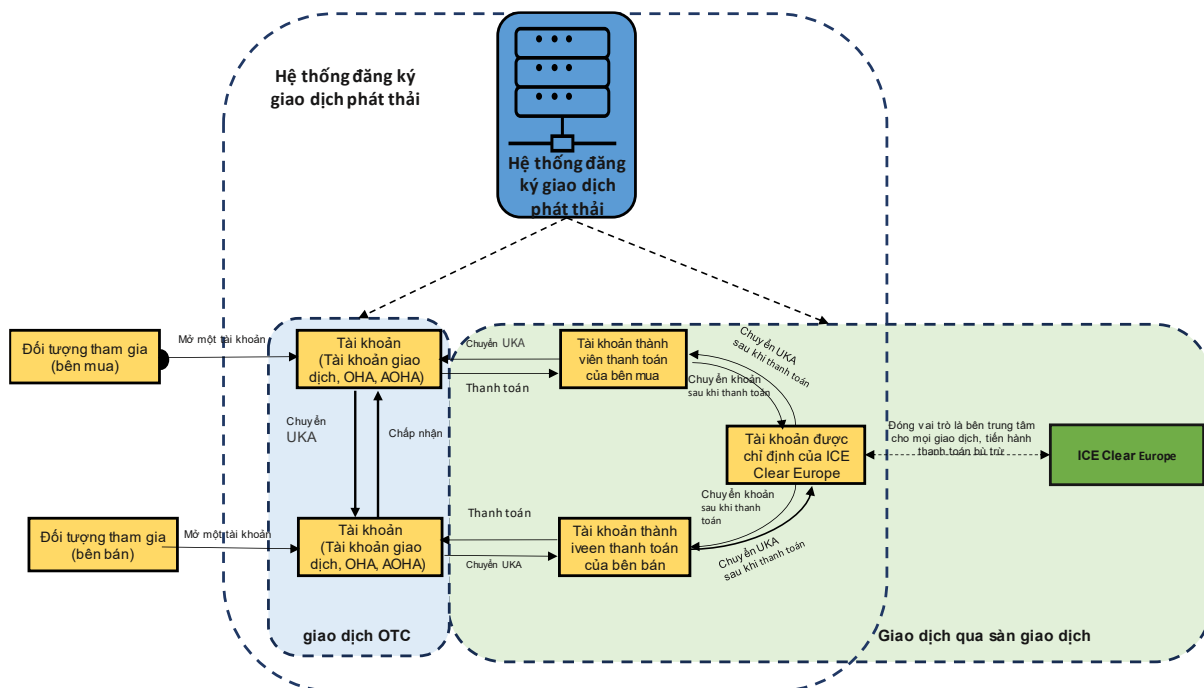 Hệ thống đăng ký
giao dịch phát thải
Hệ thống đăng
ký giao dịch
phát thải
Đối tượng tham gia
(bên mua)
Mở một tài khoản
Tài khoản
(Tài khoản giao
dịch, OHA, AOHA)
Chuyển UKA
Thanh toán
Tài khoản thành
viên thanh toán
của bên mua
Chuyển UKA
sau khi thanh toán
Chuyển khoản
sau khi thanh toán
Chuyển
UKA
Chấp nhận
Tài khoản được
chỉ định của ICE
Clear Europe
Đóng vai trò là bên trung tâm
cho mọi giao dịch, tiến hành
thanh toán bù trừ
ICE Clear Europe
Đối tượng tham gia
(bên bán)
Mở một tài khoản
Tài khoản
(Tài khoản giao
dịch, OHA, AOHA)
Thanh toán
Chuyển UKA
Tài khoản thành
iveen thanh toán
của bên bán
Chuyển khoản
sau khi thanh
toán
Chuyển UKA
sau khi thanh toán
giao dịch OTC
Giao dịch qua sàn giao dịch